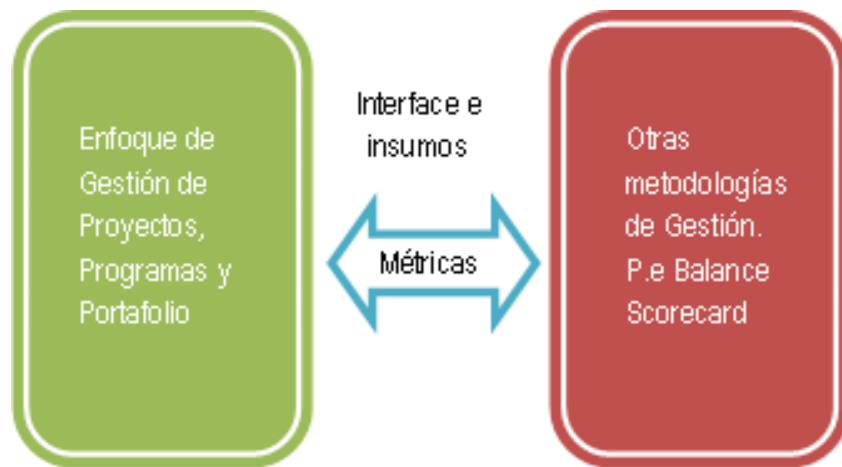 Enfoque de
Gestión de
Proyectos,
Programas y
Portafolio
Interface e
insumos
Métricas
Otras
metodologías
de Gestión.
P.e Balance
Scorecard